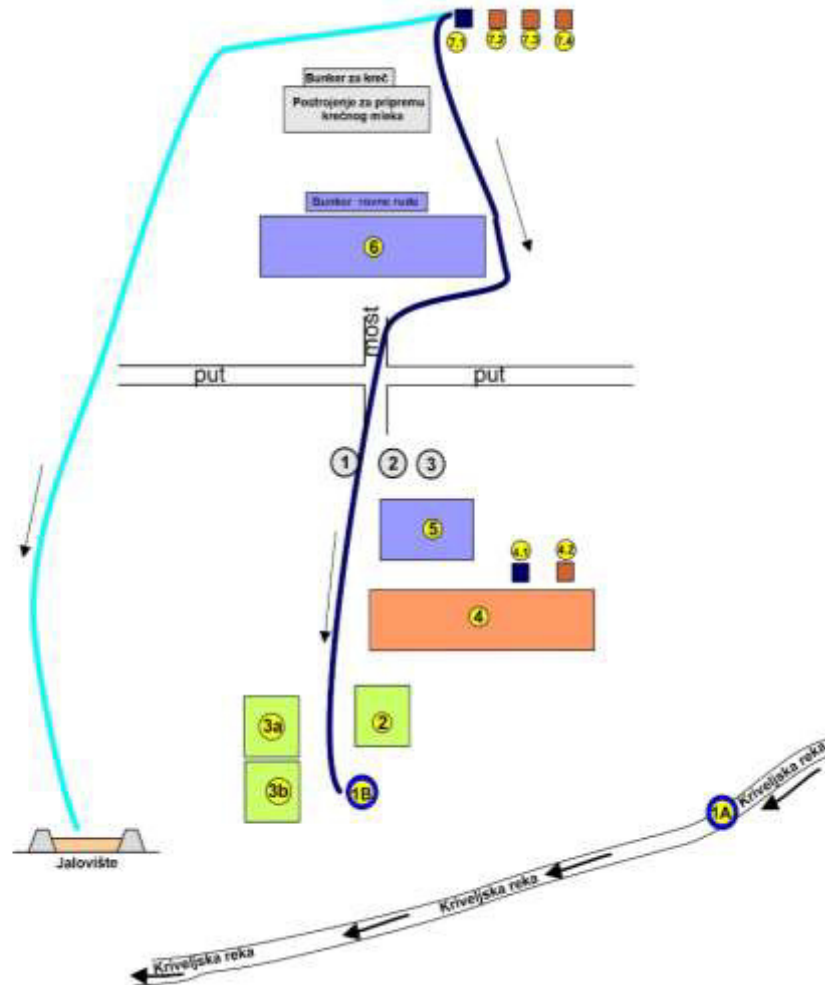 7.1 7.2 7.3 7.4
Bunker za kreč
Postrojenje za pripremu
krečnog mleka
Bunker rovne rude
6
most
put put
1 2 3
5
4.1 4.2
4
3a
2
3b
1B
1A
Kriveljska reka
Kriveljska reka
Kriveljska reka
Jalovište